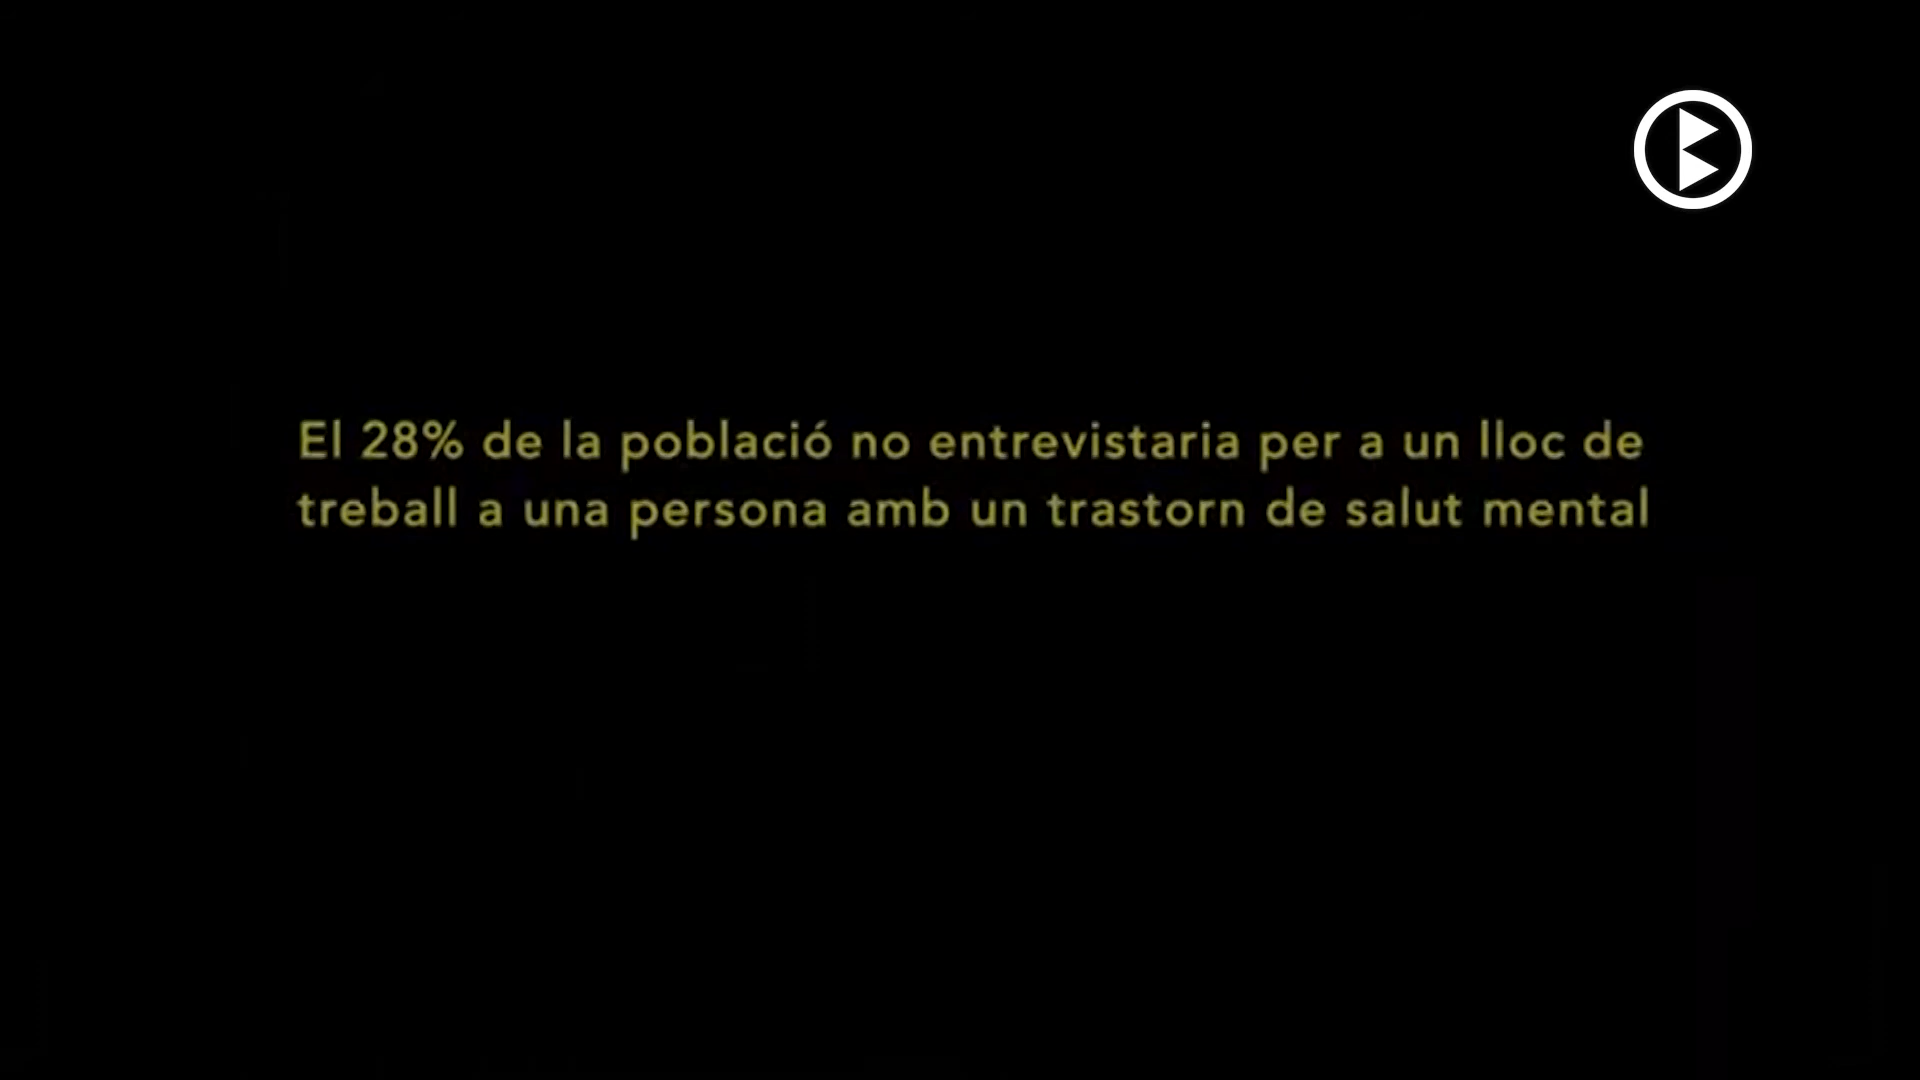 El 28% de la població no entrevistaria per a un lloc de
treball a una persona amb un trastorn de salut mental